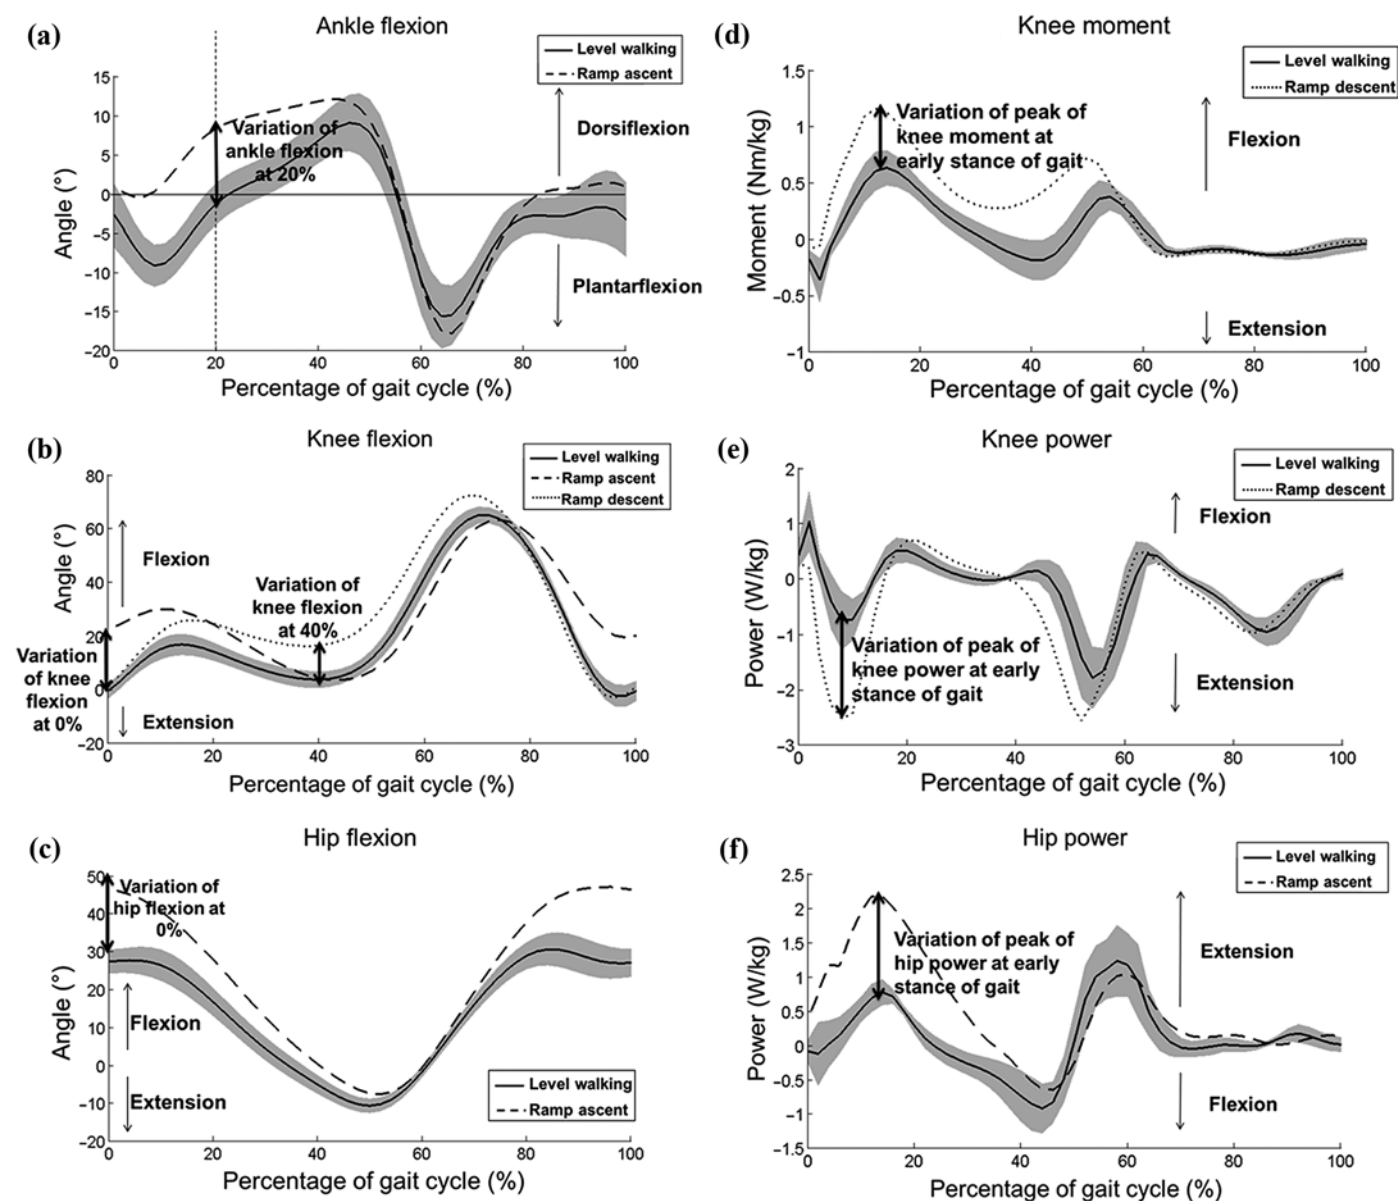 (a)
Ankle flexion
Level walking
Ramp ascent
15
10
5
0
−5
−10
−15
−20
Angle (°)
Variation of
ankle flexion
at 20%
Dorsiflexion
Plantarflexion
0 20 40 60 80 100
Percentage of gait cycle (%)
(d)
Knee moment
Level walking
Ramp descent
1.5
1
0.5
0
−0.5
−1
Moment (Nm/kg)
Variation of peak of
knee moment at
early stance of gait
Flexion
Extension
0 20 40 60 80 100
Percentage of gait cycle (%)
(b)
Knee flexion
Level walking
Ramp ascent
Ramp descent
80
60
40
20
0
−20
Angle (°)
Flexion
Variation of
knee flexion
at 40%
Variation
of knee
flexion
at 0%
Extension
0 20 40 60 80 100
Percentage of gait cycle (%)
(e)
Knee power
Level walking
Ramp descent
2
1
0
−1
−2
−3
Power (W/kg)
Flexion
Variation of peak of
knee power at early
stance of gait
Extension
0 20 40 60 80 100
Percentage of gait cycle (%)
(c)
Hip flexion
50
40
30
20
10
0
−10
−20
Angle (°)
Variation of
hip flexion at
0%
Flexion
Extension
Level walking
Ramp ascent
0 20 40 60 80 100
Percentage of gait cycle (%)
(f)
Hip power
Level walking
Ramp ascent
2.5
2
1.5
1
0.5
0
−0.5
−1
−1.5
Power (W/kg)
Variation of peak of
hip power at early
stance of gait
Extension
Flexion
0 20 40 60 80 100
Percentage of gait cycle (%)